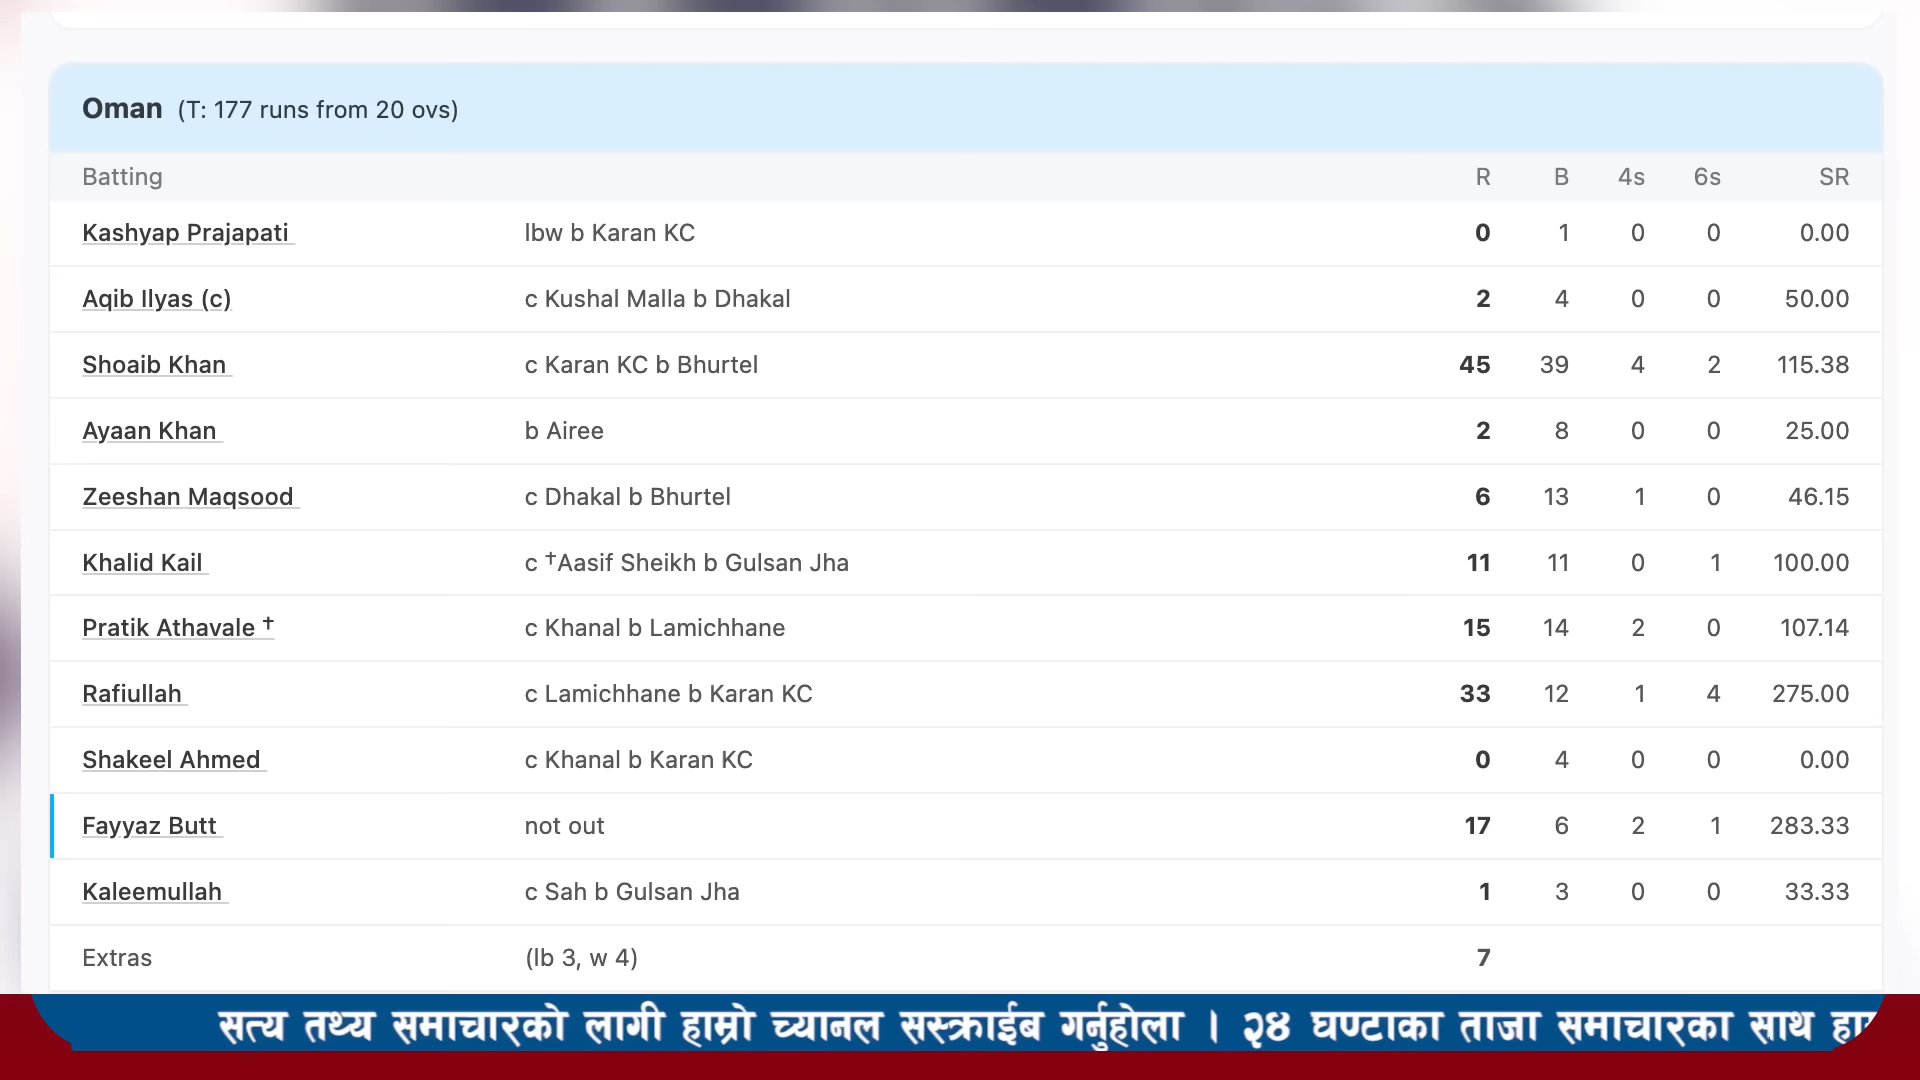 Oman (T: 177 runs from 20 ovs)
Batting R B 4s 6s SR
Kashyap Prajapati lbw b Karan KC 0 1 0 0 0.00
Aqib Ilyas (c) c Kushal Malla b Dhakal 2 4 0 0 50.00
Shoaib Khan c Karan KC b Bhurtel 45 39 4 2 115.38
Ayaan Khan b Airee 2 8 0 0 25.00
Zeeshan Maqsood c Dhakal b Bhurtel 6 13 1 0 46.15
Khalid Kail c †Aasif Sheikh b Gulsan Jha 11 11 0 1 100.00
Pratik Athavale † c Khanal b Lamichhane 15 14 2 0 107.14
Rafiullah c Lamichhane b Karan KC 33 12 1 4 275.00
Shakeel Ahmed c Khanal b Karan KC 0 4 0 0 0.00
Fayyaz Butt not out 17 6 2 1 283.33
Kaleemullah c Sah b Gulsan Jha 1 3 0 0 33.33
Extras (lb 3, w 4) 7
सत्य तथ्य समाचारको लागी हाम्रो च्यानल सस्क्राईब गर्नुहोला । २४ घण्टाका ताजा समाचारका साथ